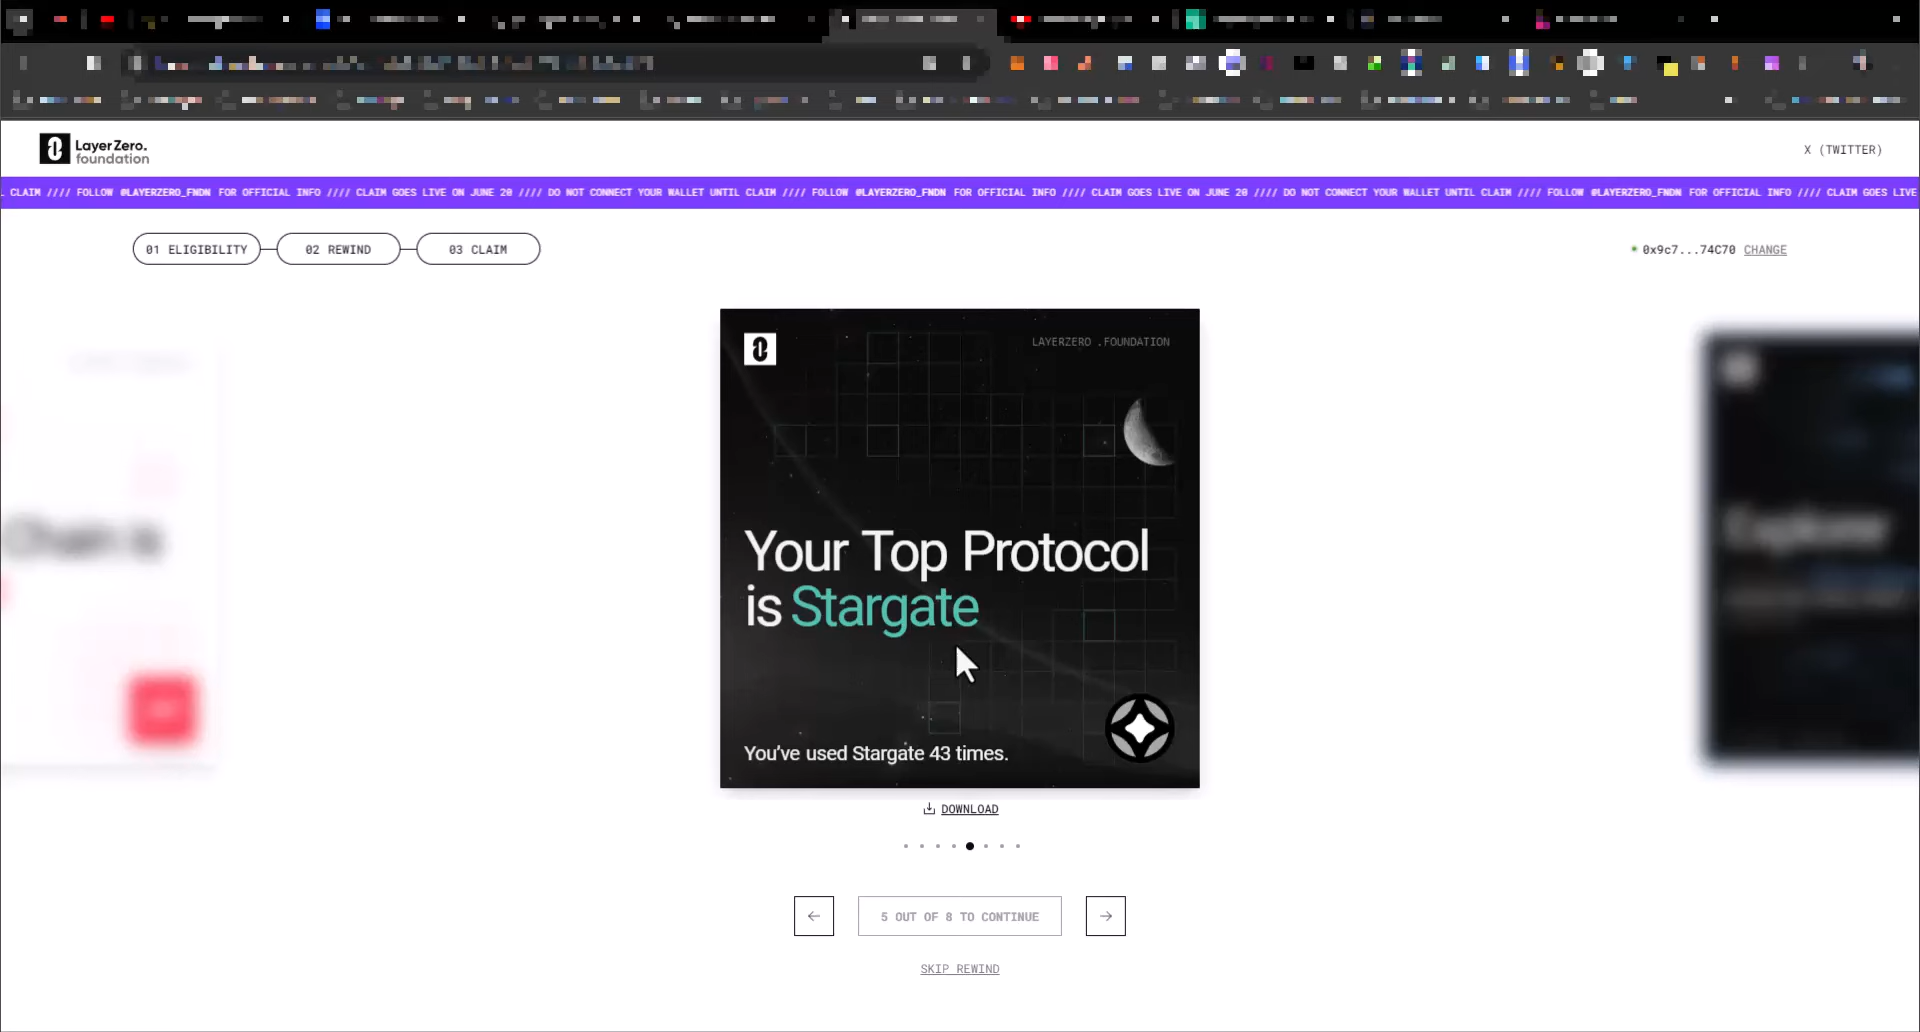 LayerZero.
foundation
X (TWITTER)
CLAIM //// FOLLOW @LAYERZERO_FNDN FOR OFFICIAL INFO //// CLAIM GOES LIVE ON JUNE 20 //// DO NOT CONNECT YOUR WALLET UNTIL CLAIM //// FOLLOW @LAYERZERO_FNDN FOR OFFICIAL INFO //// CLAIM GOES LIVE ON JUNE 20 //// DO NOT CONNECT YOUR WALLET UNTIL CLAIM //// FOLLOW @LAYERZERO_FNDN FOR OFFICIAL INFO //// CLAIM GOES LIVE
01 ELIGIBILITY
02 REWIND
03 CLAIM
0x9c7...74C70 CHANGE
LAYERZERO .FOUNDATION
Chain is
Explore
Your Top Protocol
is Stargate
You've used Stargate 43 times.
DOWNLOAD
5 OUT OF 8 TO CONTINUE
SKIP REWIND